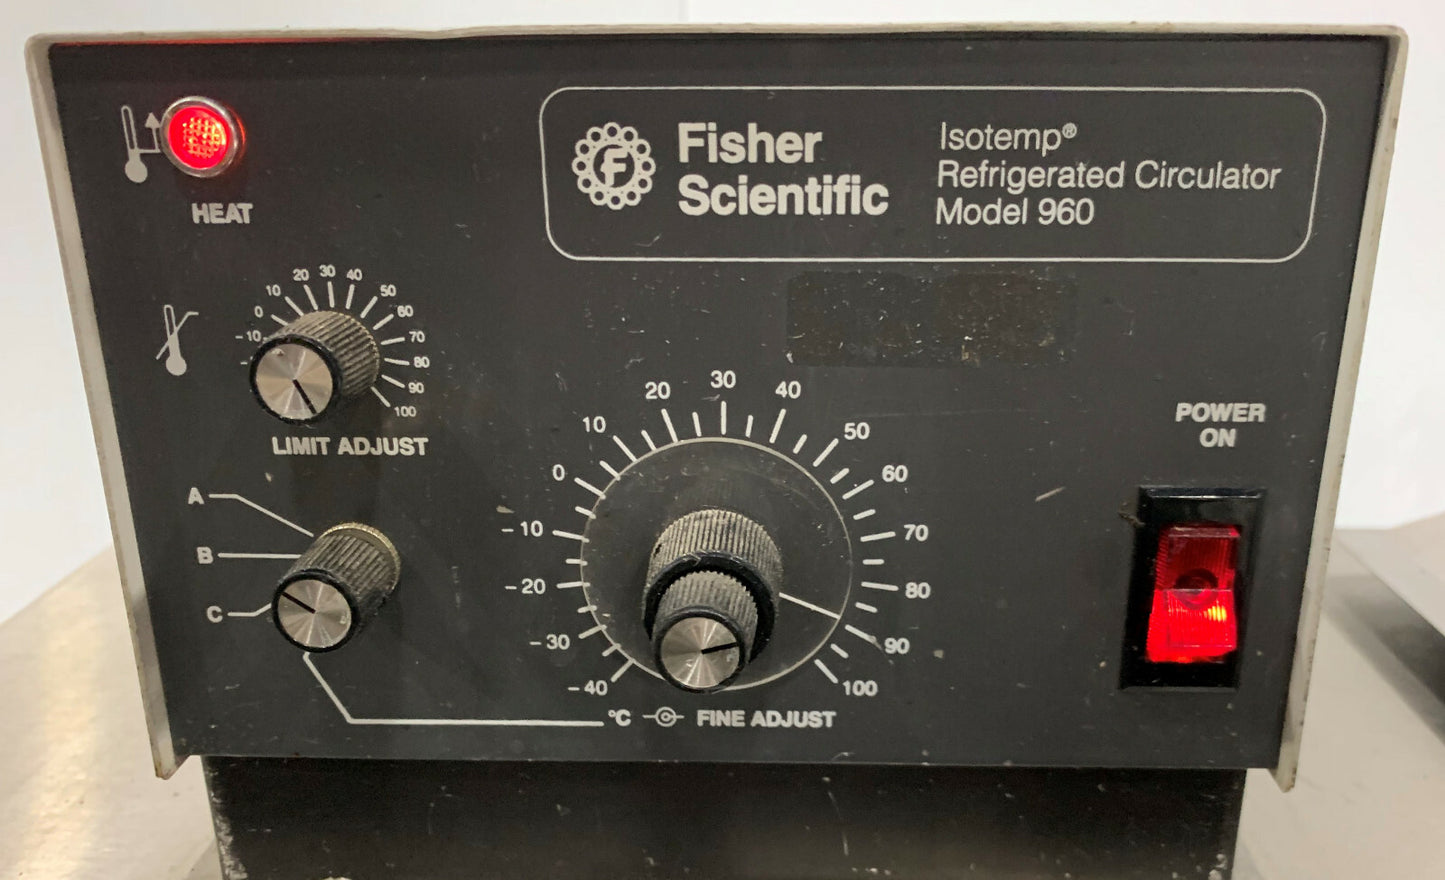 Fisher
Scientific
Isotemp®
Refrigerated Circulator
Model 960
HEAT
-10 0 10 20 30 40 50 60 70 80 90 100
LIMIT ADJUST
POWER
ON
A
B
C
-40 -30 -20 -10 0 10 20 30 40 50 60 70 80 90 100
°C FINE ADJUST
F